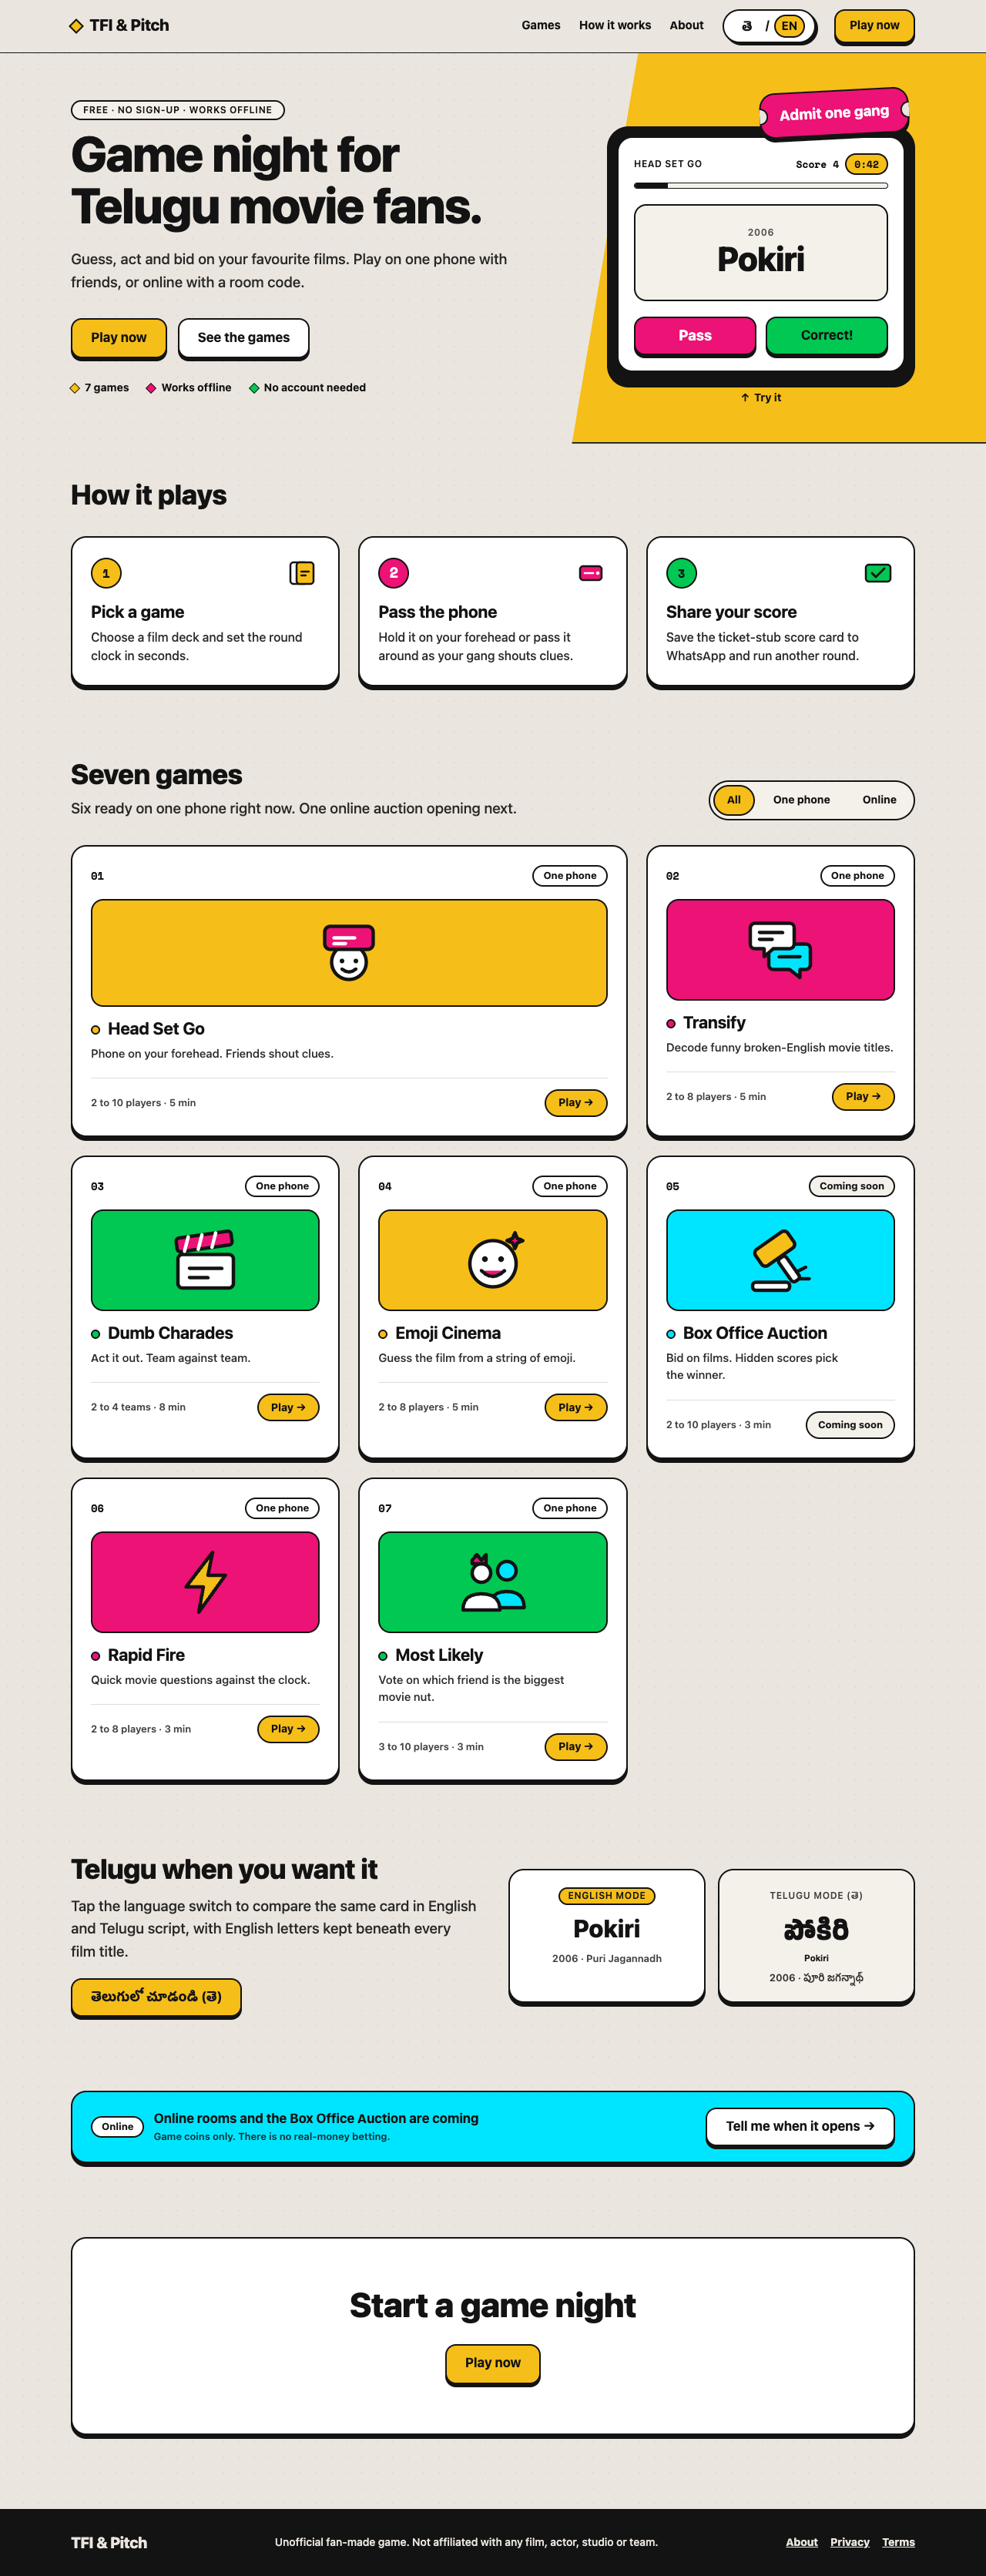 TFI & Pitch
Games
How it works
About
తె / EN
Play now
FREE · NO SIGN-UP · WORKS OFFLINE
Game night for
Telugu movie fans.
Guess, act and bid on your favourite films. Play on one phone with
friends, or online with a room code.
Play now
See the games
7 games
Works offline
No account needed
Admit one gang
HEAD SET GO
Score 4
0:42
2006
Pokiri
Pass
Correct!
↑ Try it
How it plays
1
Pick a game
Choose a film deck and set the round
clock in seconds.
2
Pass the phone
Hold it on your forehead or pass it
around as your gang shouts clues.
3
Share your score
Save the ticket-stub score card to
WhatsApp and run another round.
Seven games
Six ready on one phone right now. One online auction opening next.
All
One phone
Online
01
One phone
Head Set Go
Phone on your forehead. Friends shout clues.
2 to 10 players · 5 min
Play →
02
One phone
Transify
Decode funny broken-English movie titles.
2 to 8 players · 5 min
Play →
03
One phone
Dumb Charades
Act it out. Team against team.
2 to 4 teams · 8 min
Play →
04
One phone
Emoji Cinema
Guess the film from a string of emoji.
2 to 8 players · 5 min
Play →
05
Coming soon
Box Office Auction
Bid on films. Hidden scores pick
the winner.
2 to 10 players · 3 min
Coming soon
06
One phone
Rapid Fire
Quick movie questions against the clock.
2 to 8 players · 3 min
Play →
07
One phone
Most Likely
Vote on which friend is the biggest
movie nut.
3 to 10 players · 3 min
Play →
Telugu when you want it
Tap the language switch to compare the same card in English
and Telugu script, with English letters kept beneath every
film title.
తెలుగులో చూడండి (తె)
ENGLISH MODE
Pokiri
2006 · Puri Jagannadh
TELUGU MODE (తె)
పోకిరి
Pokiri
2006 · పూరి జగన్నాథ్
Online
Online rooms and the Box Office Auction are coming
Game coins only. There is no real-money betting.
Tell me when it opens →
Start a game night
Play now
TFI & Pitch
Unofficial fan-made game. Not affiliated with any film, actor, studio or team.
About
Privacy
Terms